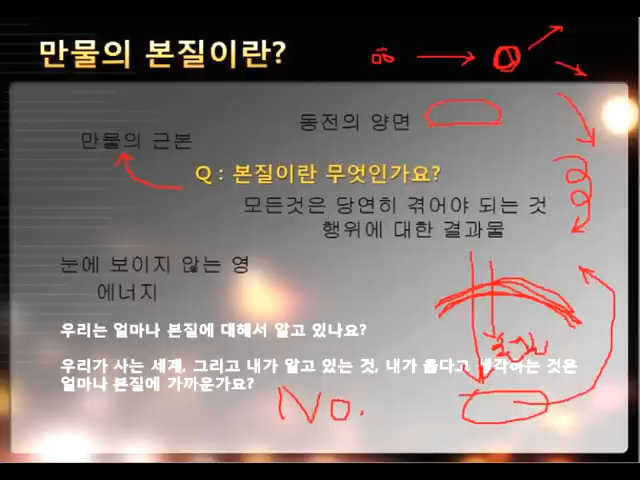 만물의 본질이란?
동전의 양면
만물의 근본
Q : 본질이란 무엇인가요?
모든것은 당연히 겪어야 되는 것
행위에 대한 결과물
눈에 보이지 않는 영
에너지
우리는 얼마나 본질에 대해서 알고 있나요?
우리가 사는 세계, 그리고 내가 알고 있는 것, 내가 옳다고 생각하는 것은
얼마나 본질에 가까운가요?
No.